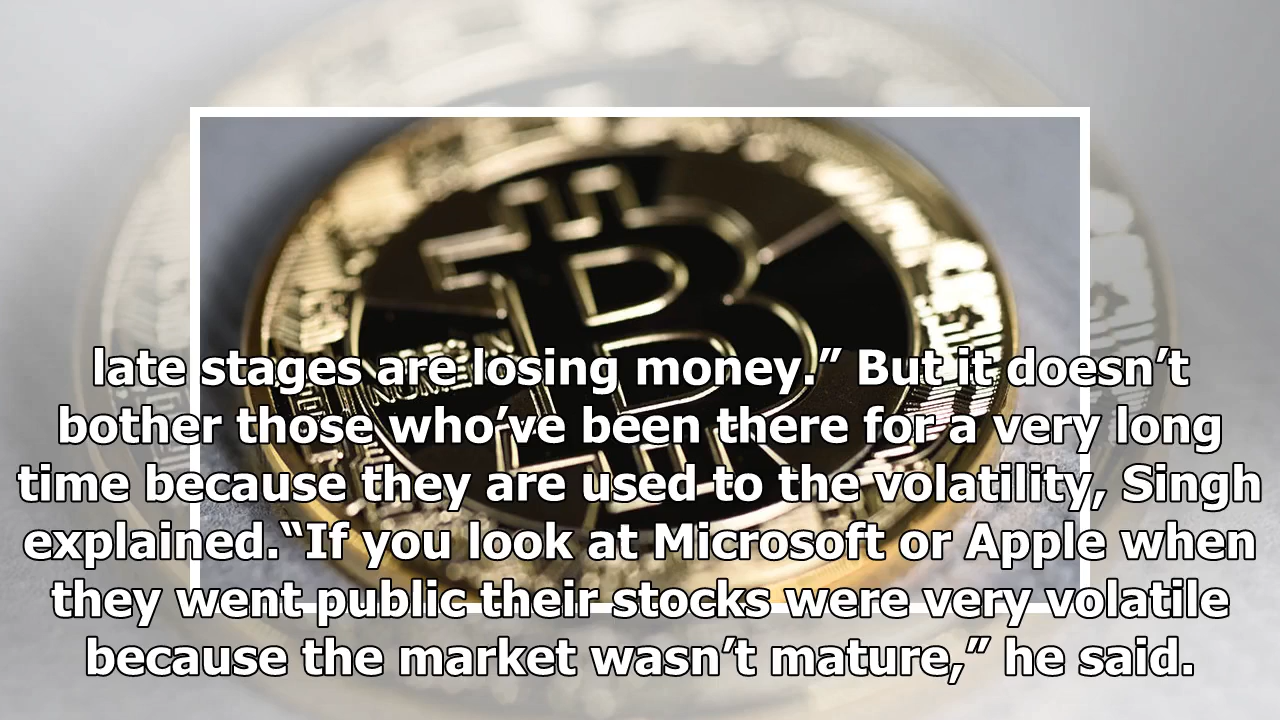 late stages are losing money.” But it doesn’t
bother those who’ve been there for a very long
time because they are used to the volatility, Singh
explained.“If you look at Microsoft or Apple when
they went public their stocks were very volatile
because the market wasn’t mature,” he said.